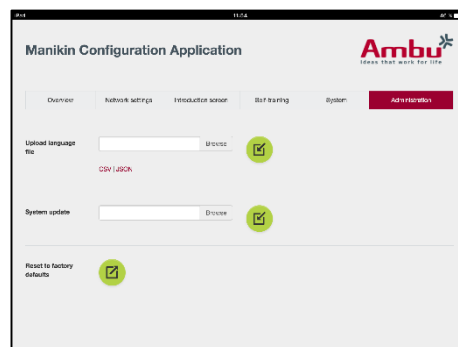 iPad 11:04
Manikin Configuration Application
Ambu
Ideas that work for life
Overview Network settings Introduction screen Self-training System Administration
Upload language
file
Browse
CSV | JSON
System update
Browse
Reset to factory
defaults